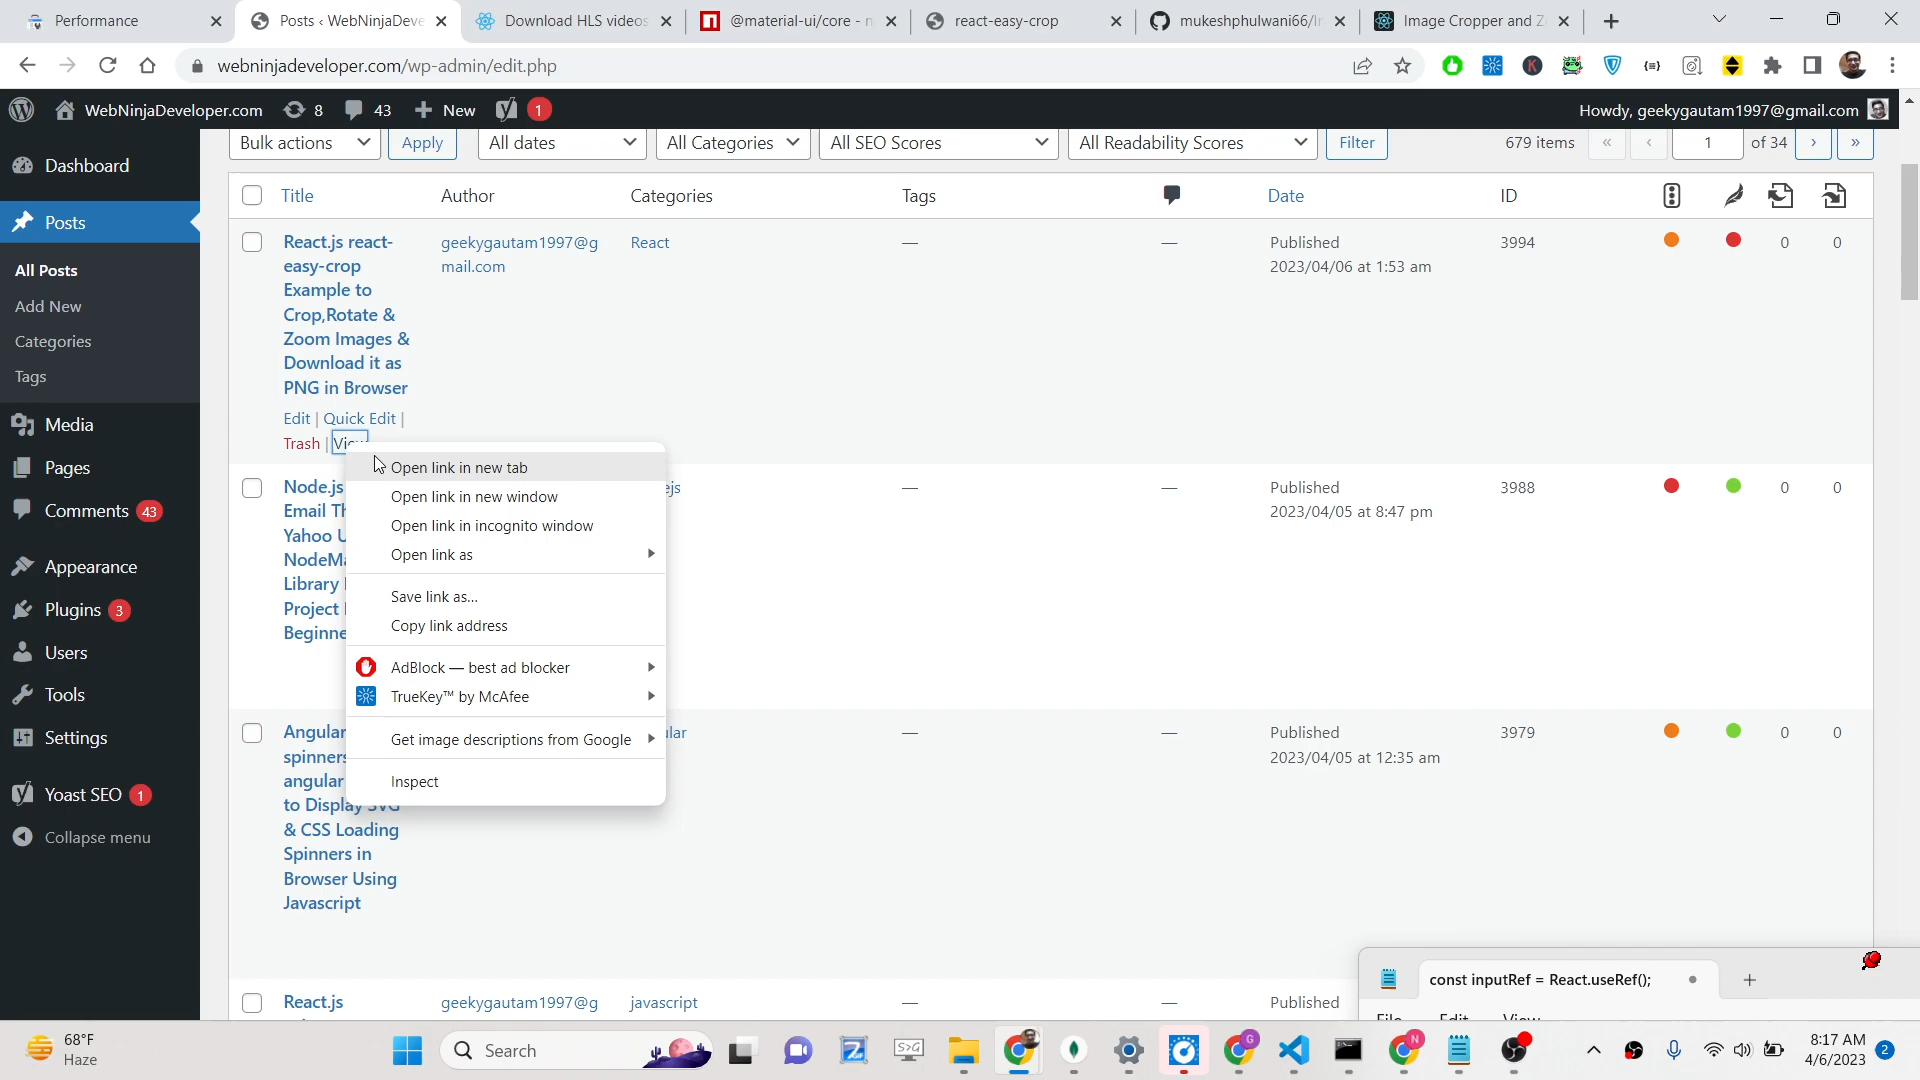 Performance
Posts ‹ WebNinjaDeve
Download HLS videos
@material-ui/core - n
react-easy-crop
mukeshphulwani66/I
Image Cropper and Z
webninjadeveloper.com/wp-admin/edit.php
WebNinjaDeveloper.com
8
43
New
1
Howdy, geekygautam1997@gmail.com
Dashboard
Posts
All Posts
Add New
Categories
Tags
Media
Pages
Comments 43
Appearance
Plugins 3
Users
Tools
Settings
Yoast SEO 1
Collapse menu
Bulk actions
Apply
All dates
All Categories
All SEO Scores
All Readability Scores
Filter
679 items
«
‹
1
of 34
›
»
Title
Author
Categories
Tags
Date
ID
React.js react-
easy-crop
Example to
Crop,Rotate &
Zoom Images &
Download it as
PNG in Browser
Edit | Quick Edit |
Trash | View
geekygautam1997@g
mail.com
React
—
—
Published
2023/04/06 at 1:53 am
3994
0
0
Open link in new tab
Open link in new window
Open link in incognito window
Open link as
Save link as...
Copy link address
AdBlock — best ad blocker
TrueKey™ by McAfee
Get image descriptions from Google
Inspect
Node.js
Email
Yahoo
Library
Project
Beginne
ejs
—
—
Published
2023/04/05 at 8:47 pm
3988
0
0
Angular
spinners
angular
to Display SVG
& CSS Loading
Spinners in
Browser Using
Javascript
ular
—
—
Published
2023/04/05 at 12:35 am
3979
0
0
React.js
geekygautam1997@g
javascript
—
—
Published
const inputRef = React.useRef();
File
Edit
View
68°F
Haze
Search
8:17 AM
4/6/2023
2